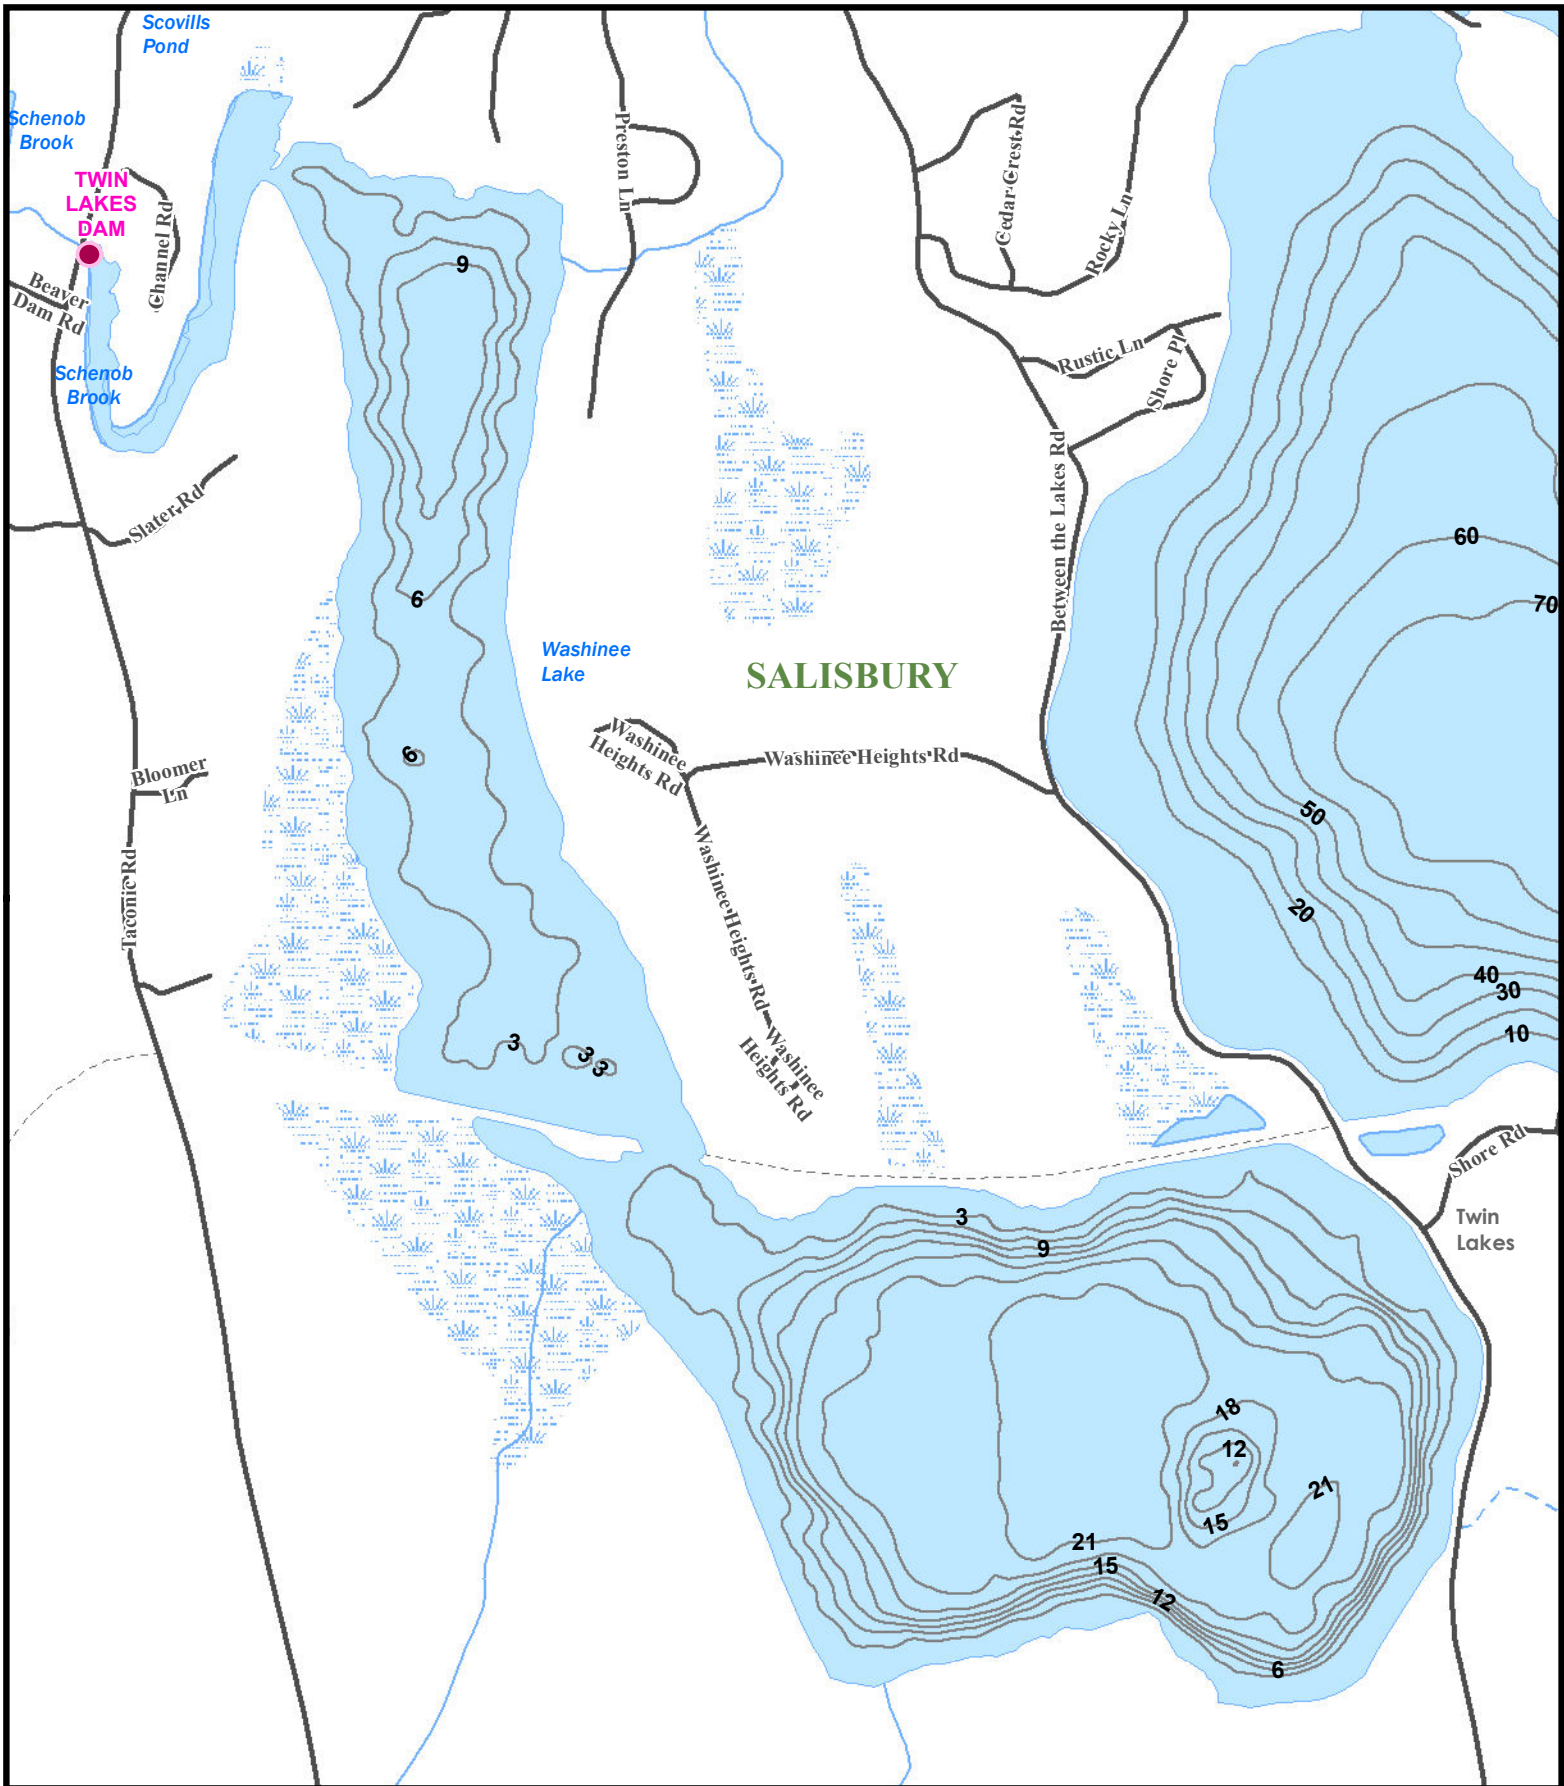 Scovills
Pond
Schenob
Brook
TWIN
LAKES
DAM
Channel Rd
Beaver
Dam Rd
Schenob
Brook
Preston Ln
Cedar Crest Rd
Rocky Ln
Rustic Ln
Shore Pl
9
Between the Lakes Rd
Slater Rd
60
6
70
Washinee
Lake
SALISBURY
6
Washinee
Heights Rd
Washinee Heights Rd
Bloomer
Ln
50
Taconic Rd
Washinee Heights Rd
20
40
30
10
3
3
3
Washinee
Heights Rd
Shore Rd
Twin
Lakes
3
9
18
12
21
15
21
15
12
6